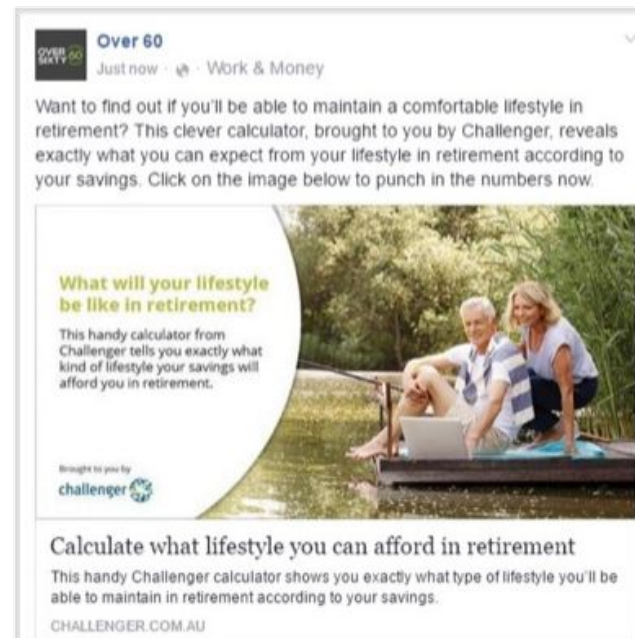 OVER
SIXTY 60
Over 60
Just now · Work & Money
Want to find out if you'll be able to maintain a comfortable lifestyle in
retirement? This clever calculator, brought to you by Challenger, reveals
exactly what you can expect from your lifestyle in retirement according to
your savings. Click on the image below to punch in the numbers now.
What will your lifestyle
be like in retirement?
This handy calculator from
Challenger tells you exactly what
kind of lifestyle your savings will
afford you in retirement.
Brought to you by
challenger
Calculate what lifestyle you can afford in retirement
This handy Challenger calculator shows you exactly what type of lifestyle you'll be
able to maintain in retirement according to your savings.
CHALLENGER.COM.AU